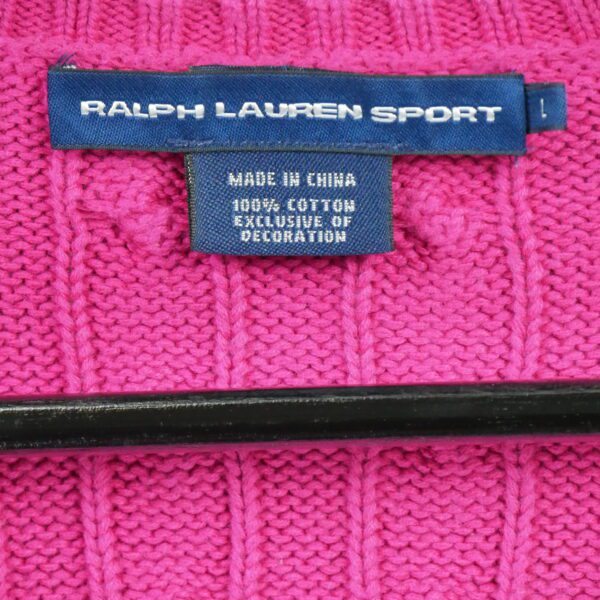 RALPH LAUREN SPORT L
MADE IN CHINA
100% COTTON
EXCLUSIVE OF
DECORATION